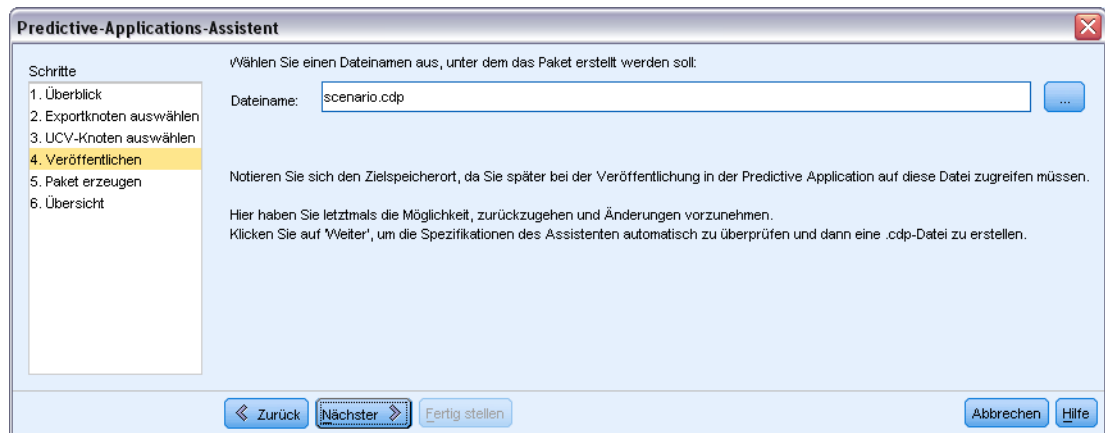 Predictive-Applications-Assistent
Schritte
1. Überblick
2. Exportknoten auswählen
3. UCV-Knoten auswählen
4. Veröffentlichen
5. Paket erzeugen
6. Übersicht
Wählen Sie einen Dateinamen aus, unter dem das Paket erstellt werden soll:
Dateiname: scenario.cdp ...
Notieren Sie sich den Zielspeicherort, da Sie später bei der Veröffentlichung in der Predictive Application auf diese Datei zugreifen müssen.
Hier haben Sie letztmals die Möglichkeit, zurückzugehen und Änderungen vorzunehmen.
Klicken Sie auf 'Weiter', um die Spezifikationen des Assistenten automatisch zu überprüfen und dann eine .cdp-Datei zu erstellen.
Zurück Nächster Fertig stellen Abbrechen Hilfe